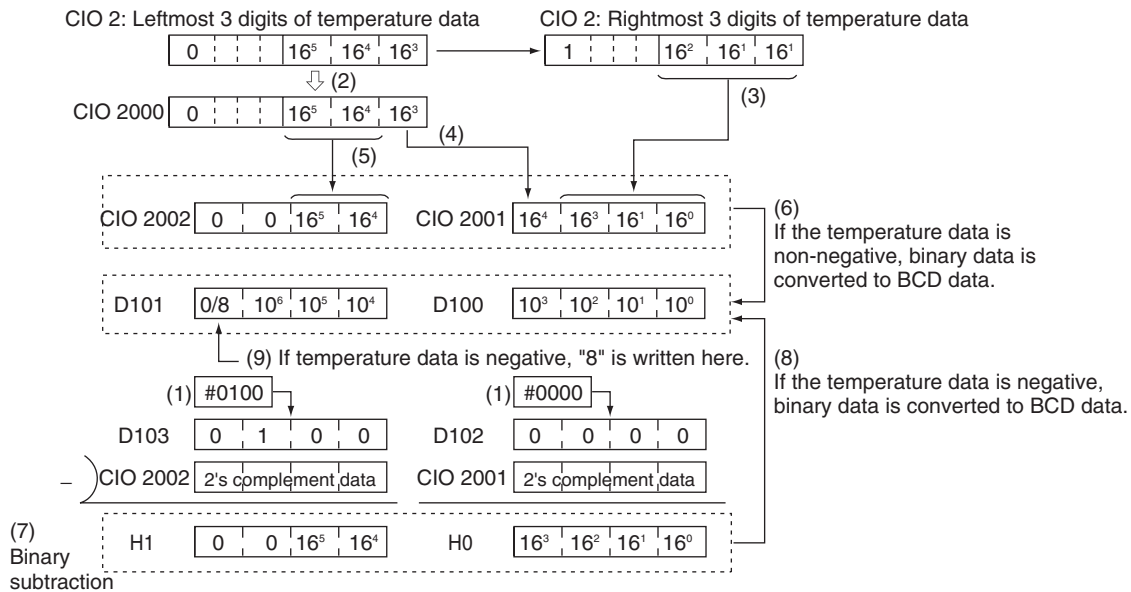 CIO 2: Leftmost 3 digits of temperature data
CIO 2: Rightmost 3 digits of temperature data
0 16⁵ 16⁴ 16³
1 16² 16¹ 16¹
(2)
(3)
CIO 2000 0 16⁵ 16⁴ 16³
(4)
(5)
CIO 2002 0 0 16⁵ 16⁴
CIO 2001 16⁴ 16³ 16¹ 16⁰
(6)
If the temperature data is
non-negative, binary data is
converted to BCD data.
D101 0/8 10⁶ 10⁵ 10⁴
D100 10³ 10² 10¹ 10⁰
(9) If temperature data is negative, "8" is written here.
(8)
If the temperature data is negative,
binary data is converted to BCD data.
(1) #0100
(1) #0000
D103 0 1 0 0
D102 0 0 0 0
– CIO 2002 2's complement data
CIO 2001 2's complement data
(7)
Binary
subtraction
H1 0 0 16⁵ 16⁴
H0 16³ 16² 16¹ 16⁰